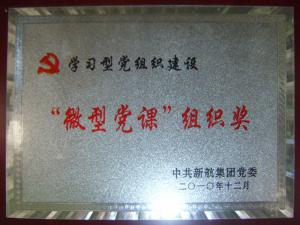 学习型党组织建设
“微型党课”组织奖
中共新航集团党委
二〇一〇年十二月